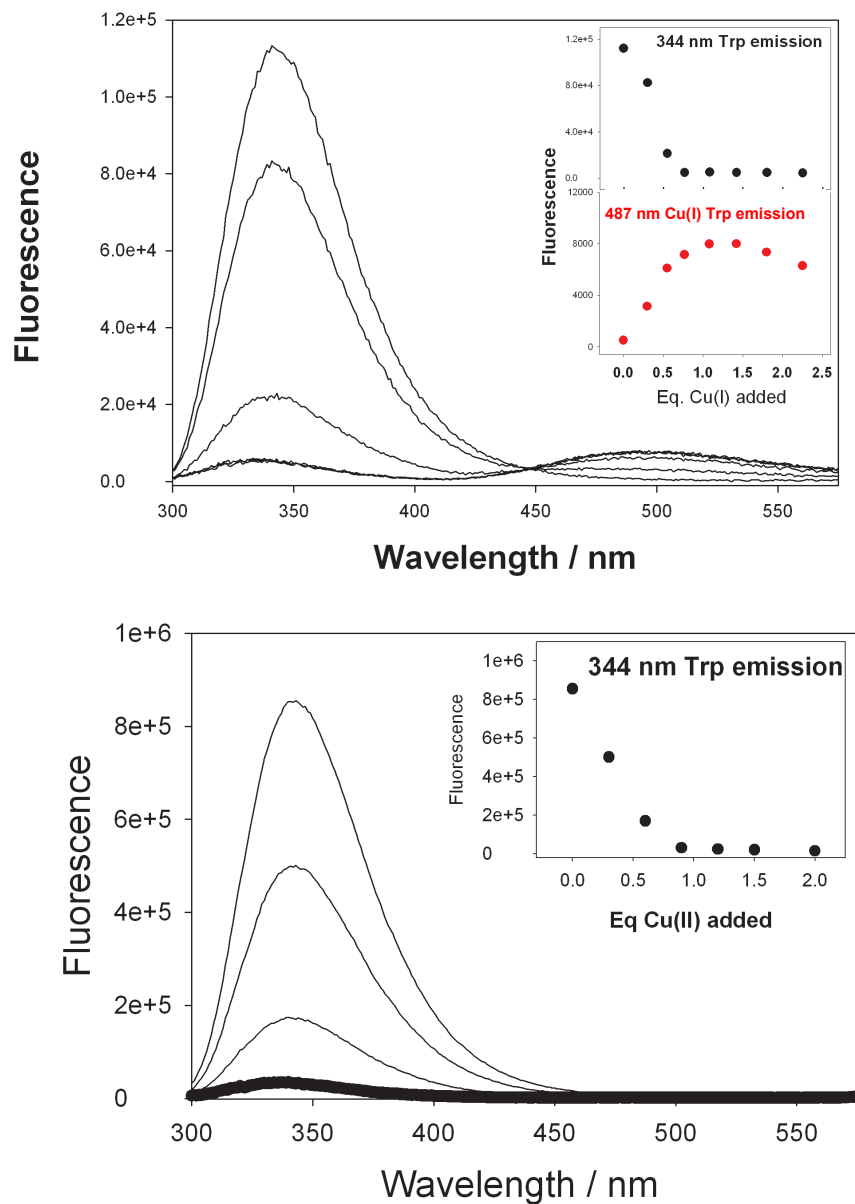 1.2e+5
1.0e+5
8.0e+4
6.0e+4
4.0e+4
2.0e+4
0.0
Fluorescence
300
350
400
450
500
550
Wavelength / nm
344 nm Trp emission
1.2e+5
8.0e+4
4.0e+4
0.0
Fluorescence
12000
487 nm Cu(I) Trp emission
8000
4000
0
0.0
0.5
1.0
1.5
2.0
2.5
Eq. Cu(I) added
1e+6
8e+5
6e+5
4e+5
2e+5
0
Fluorescence
300
350
400
450
500
550
Wavelength / nm
344 nm Trp emission
1e+6
8e+5
6e+5
4e+5
2e+5
0
Fluorescence
0.0
0.5
1.0
1.5
2.0
Eq Cu(II) added